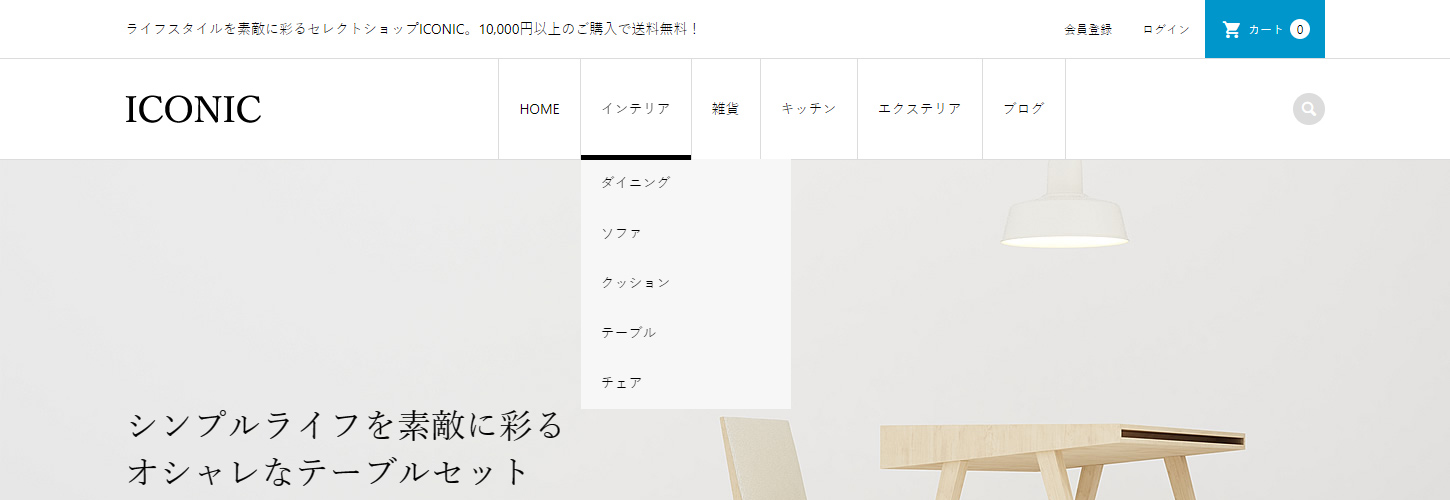 ライフスタイルを素敵に彩るセレクトショップICONIC。10,000円以上のご購入で送料無料！
会員登録
ログイン
カート 0
ICONIC
HOME
インテリア
雑貨
キッチン
エクステリア
ブログ
ダイニング
ソファ
クッション
テーブル
チェア
シンプルライフを素敵に彩る
オシャレなテーブルセット